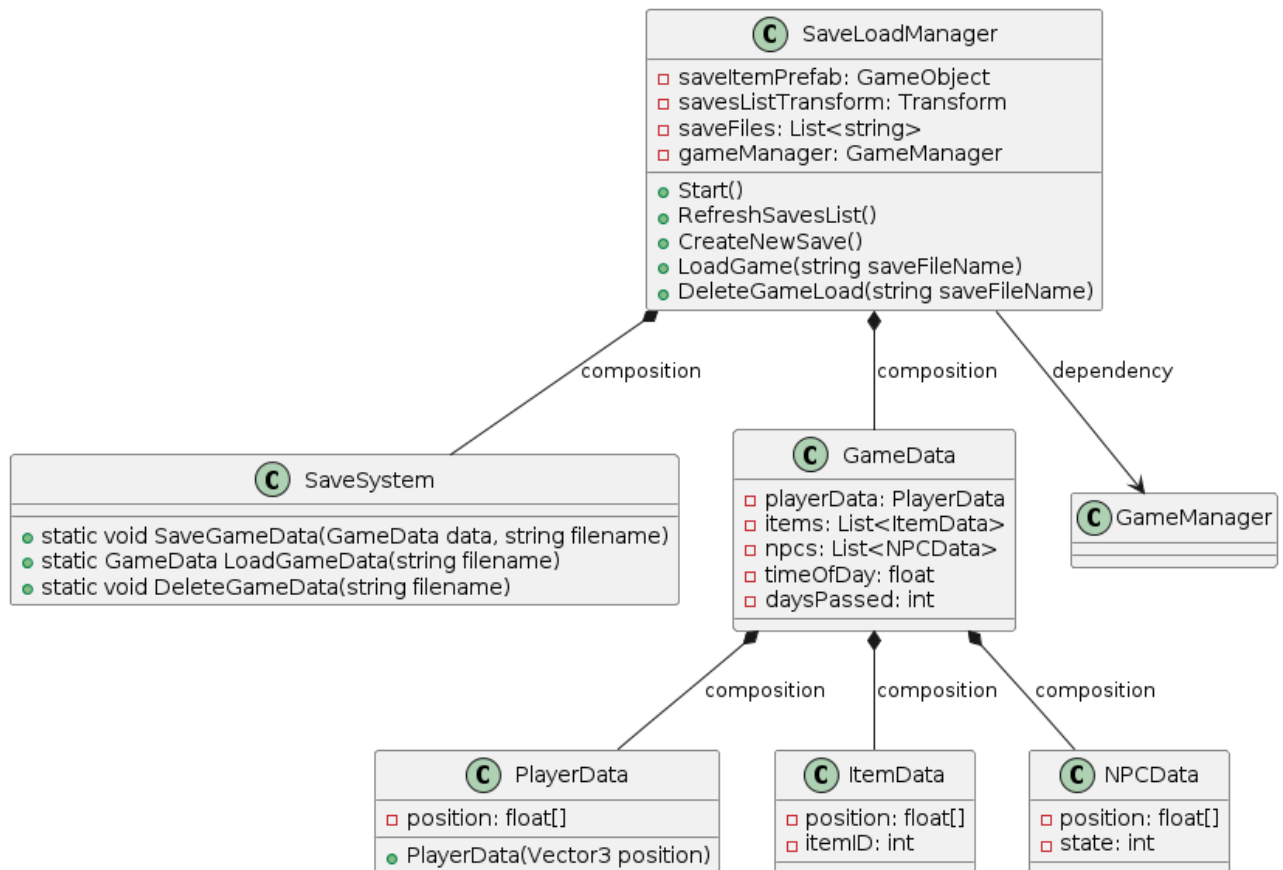 C SaveLoadManager
saveItemPrefab: GameObject
savesListTransform: Transform
saveFiles: List<string>
gameManager: GameManager
Start()
RefreshSavesList()
CreateNewSave()
LoadGame(string saveFileName)
DeleteGameLoad(string saveFileName)
composition
composition
dependency
C SaveSystem
static void SaveGameData(GameData data, string filename)
static GameData LoadGameData(string filename)
static void DeleteGameData(string filename)
C GameData
playerData: PlayerData
items: List<ItemData>
npcs: List<NPCData>
timeOfDay: float
daysPassed: int
C GameManager
composition
composition
composition
C PlayerData
position: float[]
PlayerData(Vector3 position)
C ItemData
position: float[]
itemID: int
C NPCData
position: float[]
state: int